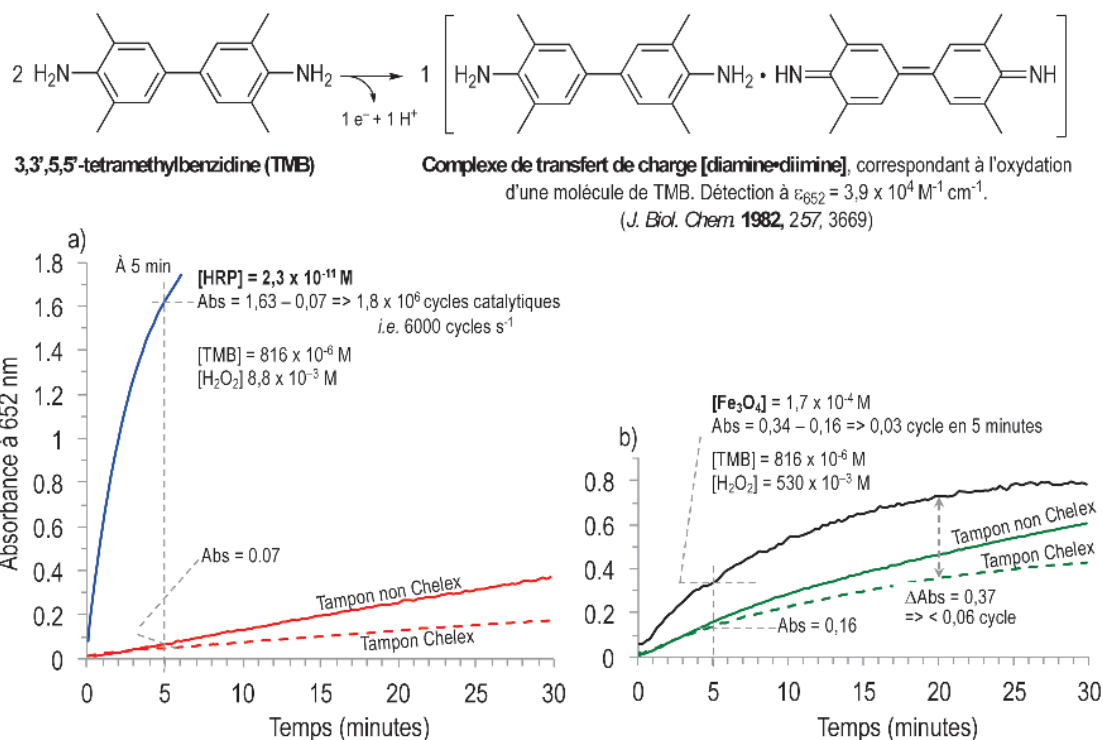 2 H₂N NH₂ 1 H₂N NH₂ • HN NH
1 e⁻ + 1 H⁺
3,3',5,5'-tetramethylbenzidine (TMB)
Complexe de transfert de charge [diamine•diimine], correspondant à l'oxydation
d'une molécule de TMB. Détection à ε₆₅₂ = 3,9 x 10⁴ M⁻¹ cm⁻¹.
(J. Biol. Chem. 1982, 257, 3669)
a)
Absorbance à 652 nm
1.8
1.6
1.4
1.2
1
0.8
0.6
0.4
0.2
0
À 5 min
[HRP] = 2,3 x 10⁻¹¹ M
Abs = 1,63 – 0,07 => 1,8 x 10⁶ cycles catalytiques
i.e. 6000 cycles s⁻¹
[TMB] = 816 x 10⁻⁶ M
[H₂O₂] 8,8 x 10⁻³ M
Abs = 0.07
Tampon non Chelex
Tampon Chelex
0 5 10 15 20 25 30
Temps (minutes)
b)
[Fe₃O₄] = 1,7 x 10⁻⁴ M
Abs = 0,34 – 0,16 => 0,03 cycle en 5 minutes
[TMB] = 816 x 10⁻⁶ M
[H₂O₂] = 530 x 10⁻³ M
0.8
0.6
0.4
0.2
0
Tampon non Chelex
Tampon Chelex
ΔAbs = 0,37
=> < 0,06 cycle
Abs = 0,16
0 5 10 15 20 25 30
Temps (minutes)